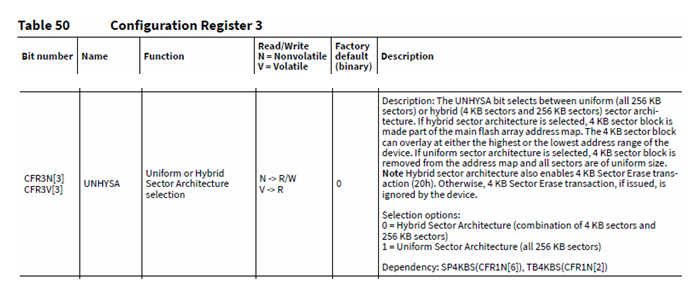 Table 50 Configuration Register 3
Bit number Name Function Read/Write N = Nonvolatile V = Volatile Factory default (binary) Description
CFR3N[3]
CFR3V[3]
UNHYSA
Uniform or Hybrid
Sector Architecture
selection
N -> R/W
V -> R
0
Description: The UNHYSA bit selects between uniform (all 256 KB
sectors) or hybrid (4 KB sectors and 256 KB sectors) sector archi-
tecture. If hybrid sector architecture is selected, 4 KB sector block is
made part of the main flash array address map. The 4 KB sector block
can overlay at either the highest or the lowest address range of the
device. If uniform sector architecture is selected, 4 KB sector block is
removed from the address map and all sectors are of uniform size.
Note Hybrid sector architecture also enables 4 KB Sector Erase trans-
action (20h). Otherwise, 4 KB Sector Erase transaction, if issued, is
ignored by the device.
Selection options:
0 = Hybrid Sector Architecture (combination of 4 KB sectors and
256 KB sectors)
1 = Uniform Sector Architecture (all 256 KB sectors)
Dependency: SP4KBS(CFR1N[6]), TB4KBS(CFR1N[2])